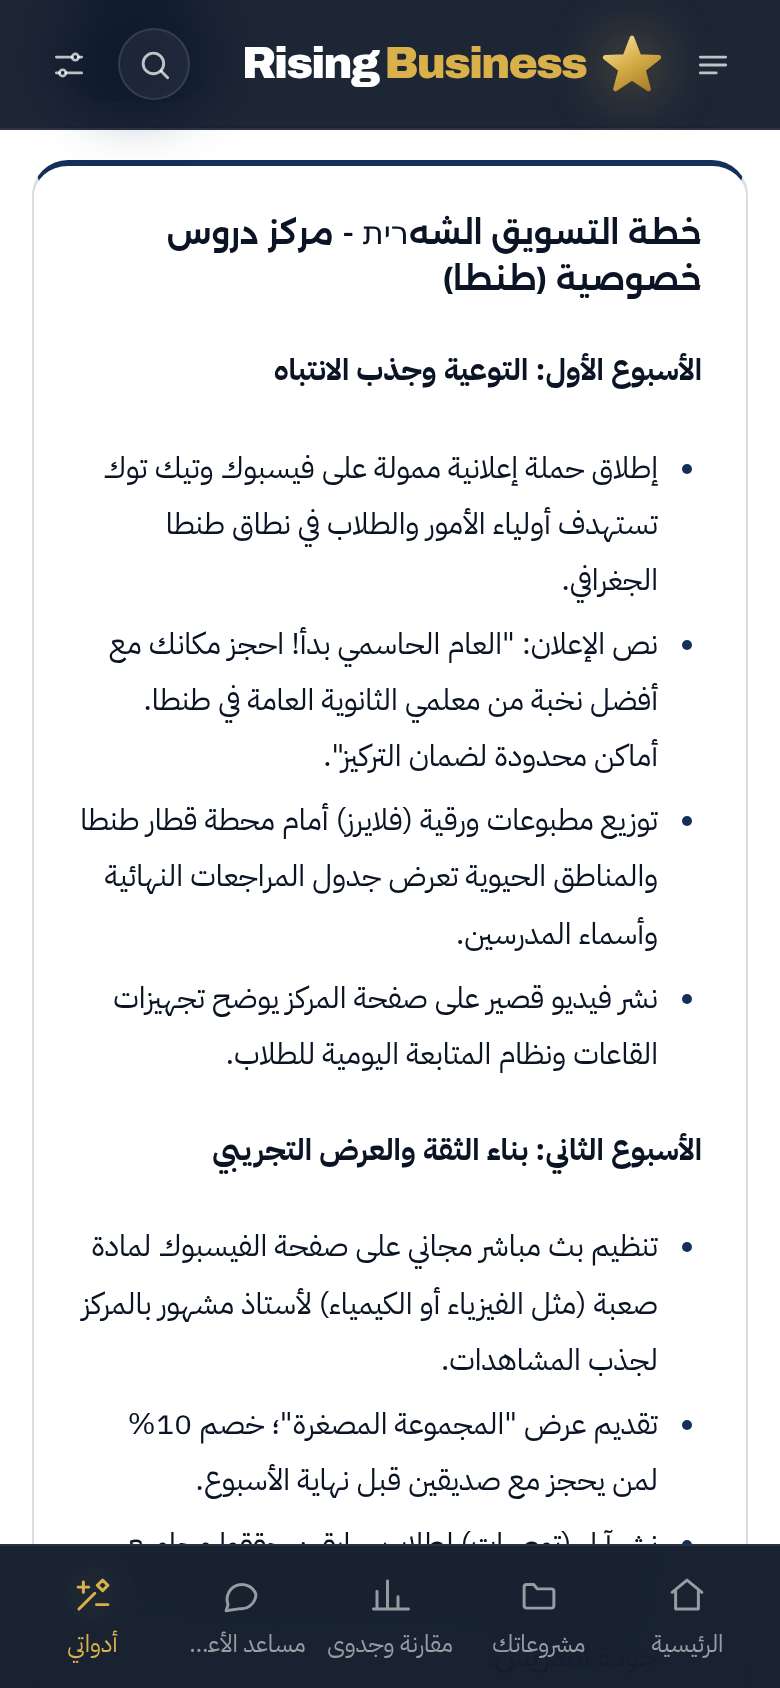 Rising Business
خطة التسويق الشهרית - مركز دروس
خصوصية (طنطا)
الأسبوع الأول: التوعية وجذب الانتباه
إطلاق حملة إعلانية ممولة على فيسبوك وتيك توك
تستهدف أولياء الأمور والطلاب في نطاق طنطا
الجغرافي.
نص الإعلان: "العام الحاسمي بدأ! احجز مكانك مع
أفضل نخبة من معلمي الثانوية العامة في طنطا.
أماكن محدودة لضمان التركيز".
توزيع مطبوعات ورقية (فلايرز) أمام محطة قطار طنطا
والمناطق الحيوية تعرض جدول المراجعات النهائية
وأسماء المدرسين.
نشر فيديو قصير على صفحة المركز يوضح تجهيزات
القاعات ونظام المتابعة اليومية للطلاب.
الأسبوع الثاني: بناء الثقة والعرض التجريبي
تنظيم بث مباشر مجاني على صفحة الفيسبوك لمادة
صعبة (مثل الفيزياء أو الكيمياء) لأستاذ مشهور بالمركز
لجذب المشاهدات.
تقديم عرض "المجموعة المصغرة"؛ خصم 10%
لمن يحجز مع صديقين قبل نهاية الأسبوع.
الرئيسية
مشروعاتك
مقارنة وجدوى
مساعد الأع...
أدواتي